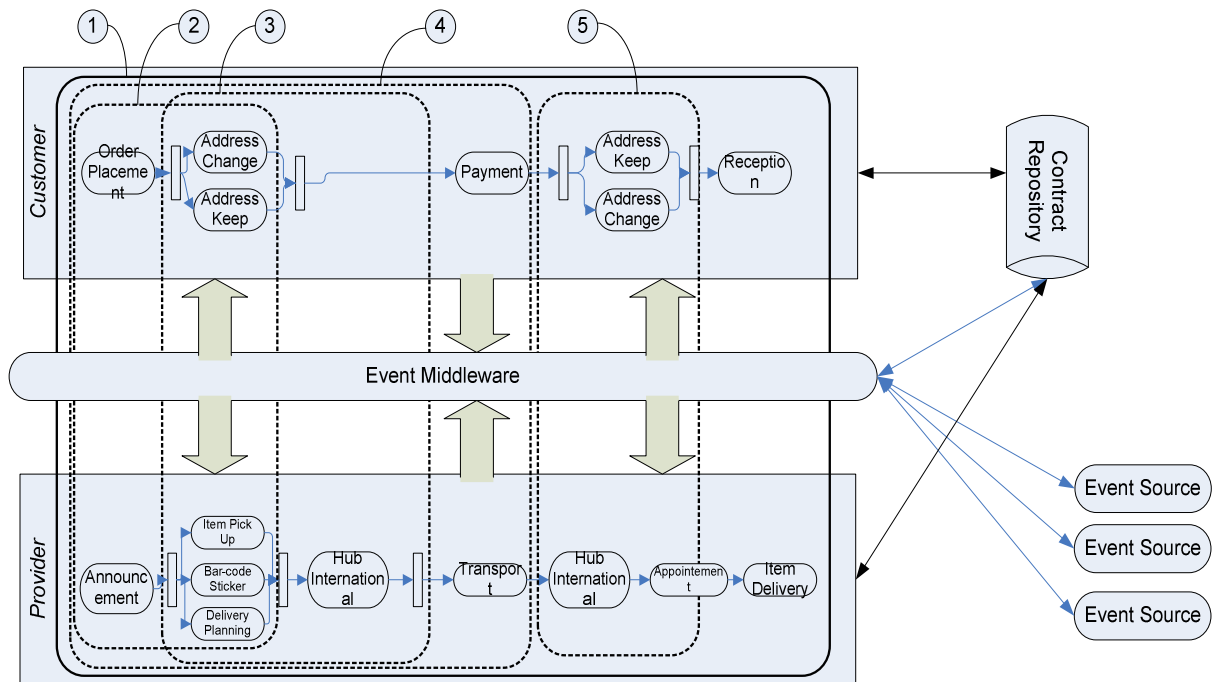 1
2
3
4
5
Customer
Order
Placeme
nt
Address
Change
Address
Keep
Payment
Address
Keep
Address
Change
Receptio
n
Contract
Repository
Event Middleware
Provider
Announc
ement
Item Pick
Up
Bar-code
Sticker
Delivery
Planning
Hub
Internation
al
Transpor
t
Hub
Internation
al
Appointemen
t
Item
Delivery
Event Source
Event Source
Event Source